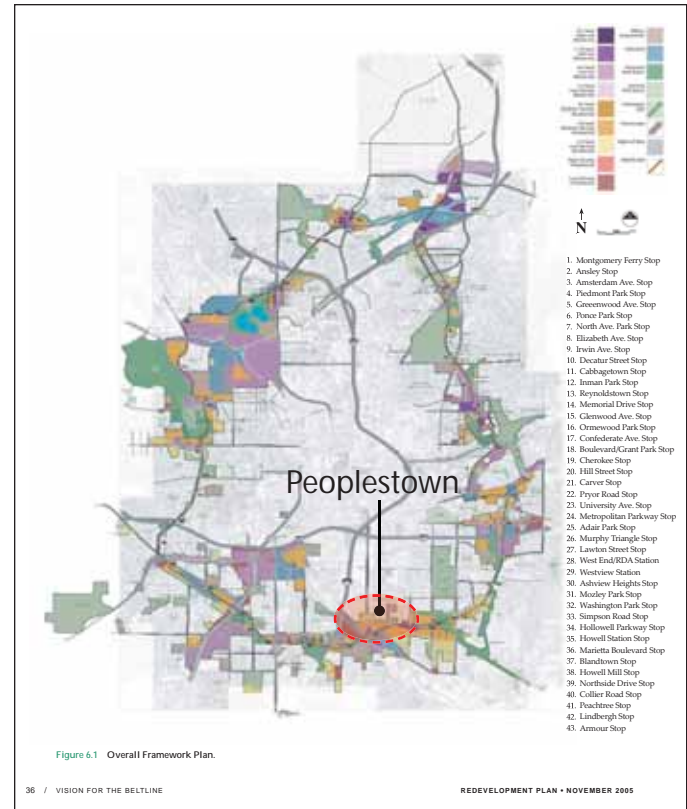 N
1. Montgomery Ferry Stop
2. Ansley Stop
3. Amsterdam Ave. Stop
4. Piedmont Park Stop
5. Greeenwood Ave. Stop
6. Ponce Park Stop
7. North Ave. Park Stop
8. Elizabeth Ave. Stop
9. Irwin Ave. Stop
10. Decatur Street Stop
11. Cabbagetown Stop
12. Inman Park Stop
13. Reynoldstown Stop
14. Memorial Drive Stop
15. Glenwood Ave. Stop
16. Ormewood Park Stop
17. Confederate Ave. Stop
18. Boulevard/Grant Park Stop
19. Cherokee Stop
20. Hill Street Stop
21. Carver Stop
22. Pryor Road Stop
23. University Ave. Stop
24. Metropolitan Parkway Stop
25. Adair Park Stop
26. Murphy Triangle Stop
27. Lawton Street Stop
28. West End/RDA Station
29. Westview Station
30. Ashview Heights Stop
31. Mozley Park Stop
32. Washington Park Stop
33. Simpson Road Stop
34. Hollowell Parkway Stop
35. Howell Station Stop
36. Marietta Boulevard Stop
37. Blandtown Stop
38. Howell Mill Stop
39. Northside Drive Stop
40. Collier Road Stop
41. Peachtree Stop
42. Lindbergh Stop
43. Armour Stop
Peoplestown
Figure 6.1 Overall Framework Plan.
36 / VISION FOR THE BELTLINE
REDEVELOPMENT PLAN • NOVEMBER 2005